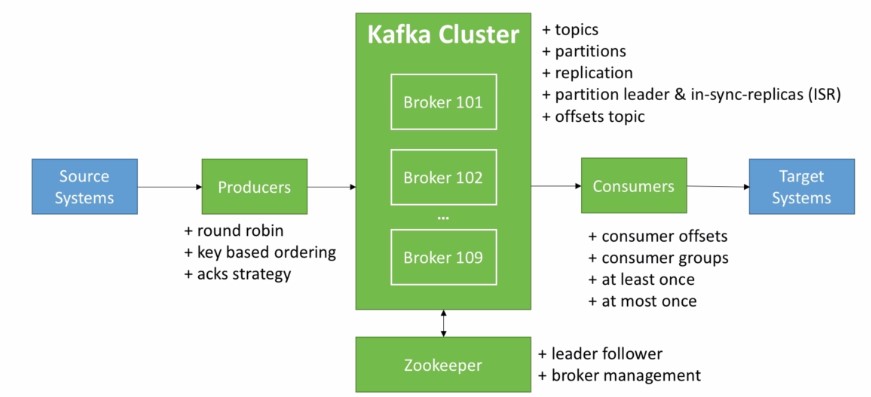 Kafka Cluster
+ topics
+ partitions
+ replication
+ partition leader & in-sync-replicas (ISR)
+ offsets topic
Broker 101
Broker 102
...
Broker 109
Source
Systems
Producers
+ round robin
+ key based ordering
+ acks strategy
Consumers
+ consumer offsets
+ consumer groups
+ at least once
+ at most once
Target
Systems
Zookeeper
+ leader follower
+ broker management